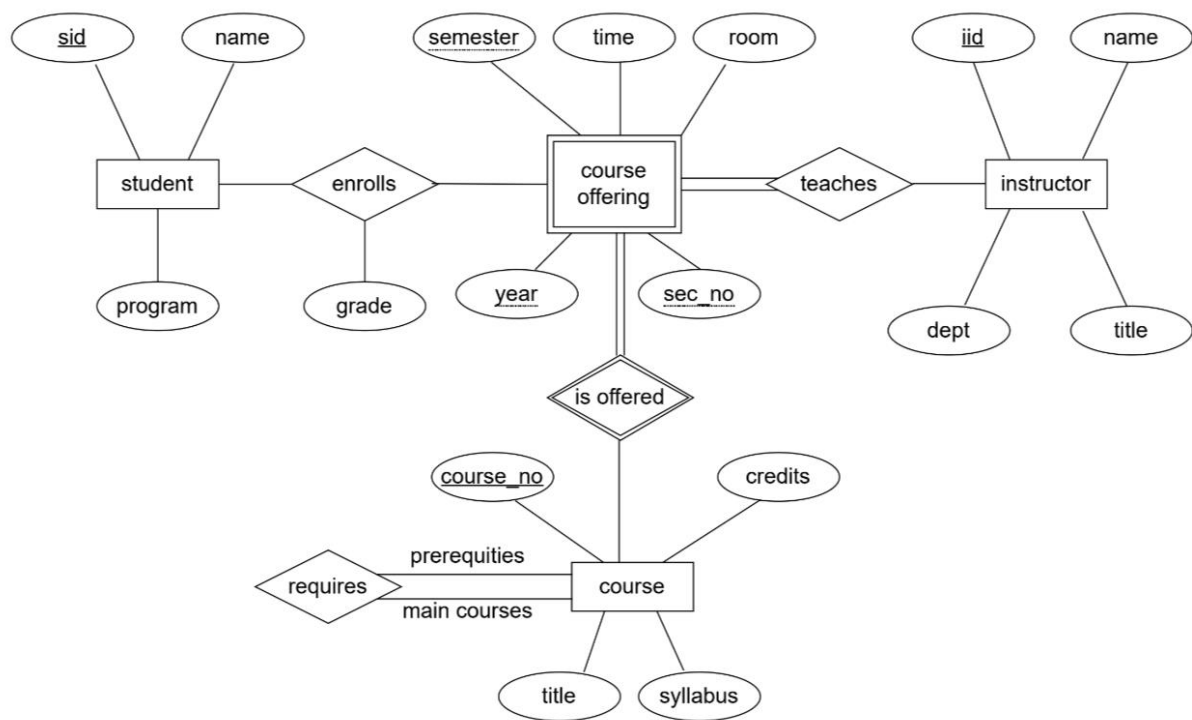 sid
name
semester
time
room
iid
name
student
enrolls
course
offering
teaches
instructor
program
grade
year
sec_no
dept
title
is offered
course_no
credits
prerequities
requires
course
main courses
title
syllabus